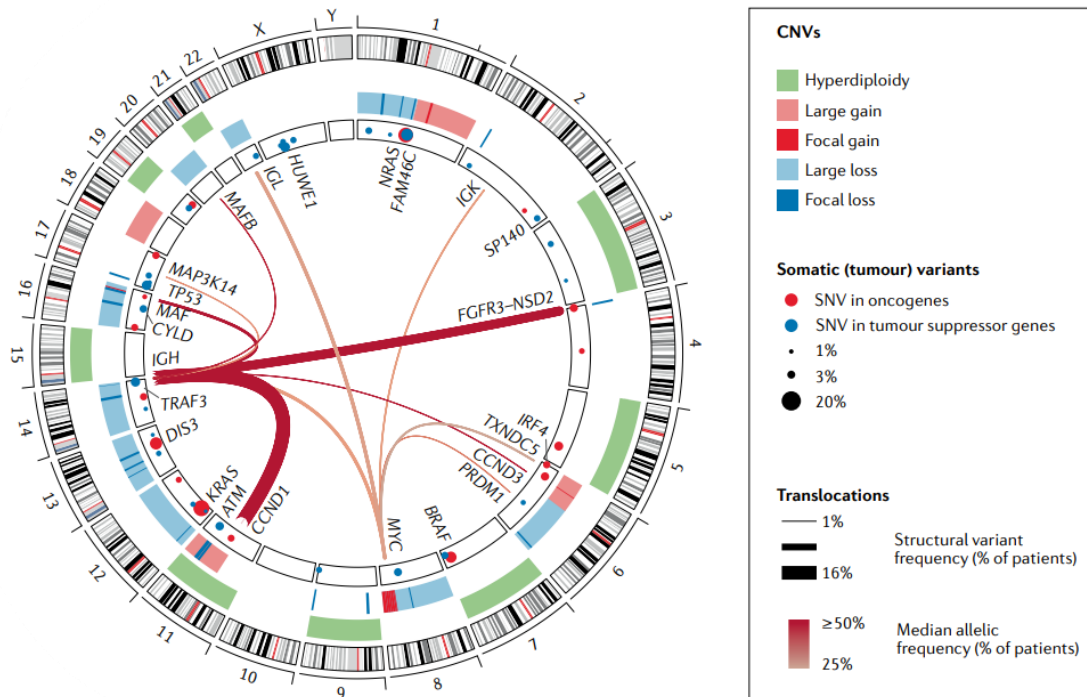 1
2
3
4
5
6
7
8
9
10
11
12
13
14
15
16
17
18
19
20
21
22
X
Y
NRAS
FAM46C
IGK
SP140
FGFR3–NSD2
IRF4
TXNDC5
CCND3
PRDM1
BRAF
MYC
CCND1
ATM
KRAS
DIS3
TRAF3
IGH
CYLD
MAF
TP53
MAP3K14
MAFB
IGL
HUWE1
CNVs
Hyperdiploidy
Large gain
Focal gain
Large loss
Focal loss
Somatic (tumour) variants
SNV in oncogenes
SNV in tumour suppressor genes
1%
3%
20%
Translocations
1%
16%
Structural variant
frequency (% of patients)
≥50%
25%
Median allelic
frequency (% of patients)